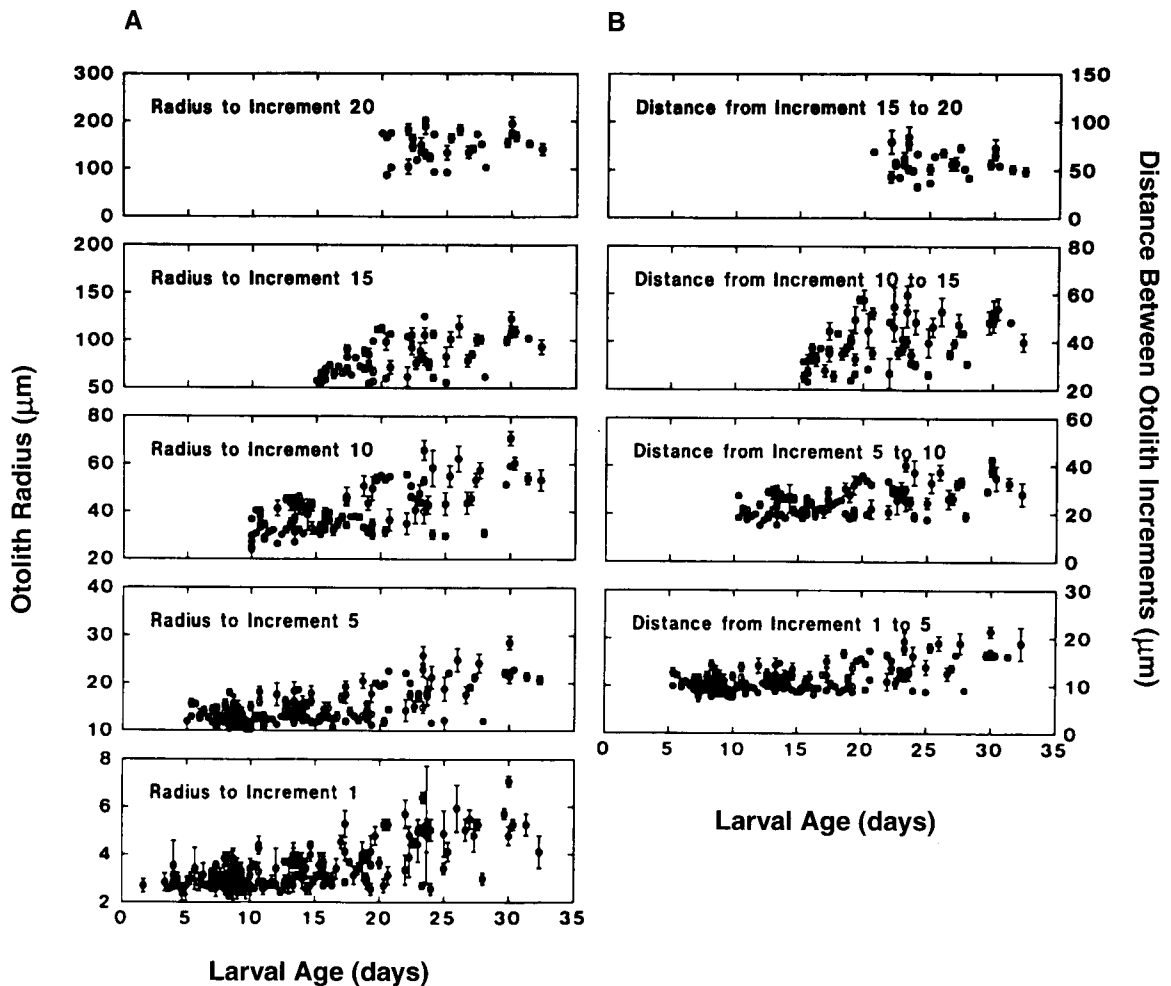 A
B
300
200
100
0
Radius to Increment 20
150
100
50
0
Distance from Increment 15 to 20
200
150
100
50
Radius to Increment 15
80
60
40
20
Distance from Increment 10 to 15
80
60
40
20
Radius to Increment 10
60
40
20
0
Distance from Increment 5 to 10
40
30
20
10
Radius to Increment 5
30
20
10
0
Distance from Increment 1 to 5
0 5 10 15 20 25 30 35
8
6
4
2
Radius to Increment 1
0 5 10 15 20 25 30 35
Otolith Radius (μm)
Distance Between Otolith Increments (μm)
Larval Age (days)
Larval Age (days)